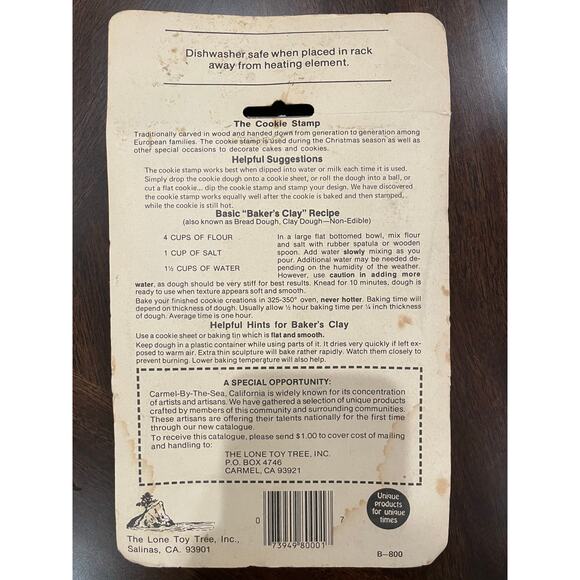 Dishwasher safe when placed in rack
away from heating element.
The Cookie Stamp
Traditionally carved in wood and handed down from generation to generation among
European families. The cookie stamp is used during the Christmas season as well as
other special occasions to decorate cakes and cookies.
Helpful Suggestions
The cookie stamp works best when dipped into water or milk each time it is used.
Simply drop the cookie dough onto a cookie sheet, or roll the dough into a ball, or
cut a flat cookie... dip the cookie stamp and stamp your design. We have discovered
the cookie stamp works equally well after the cookie is baked and then stamped,
while the cookie is still hot.
Basic "Baker's Clay" Recipe
(also known as Bread Dough, Clay Dough—Non-Edible)
4 CUPS OF FLOUR
1 CUP OF SALT
1½ CUPS OF WATER
In a large flat bottomed bowl, mix flour
and salt with rubber spatula or wooden
spoon. Add water slowly mixing as you
pour. Additional water may be needed de-
pending on the humidity of the weather.
However, use caution in adding more
water, as dough should be very stiff for best results. Knead for 10 minutes, dough is
ready to use when texture appears soft and smooth.
Bake your finished cookie creations in 325-350° oven, never hotter. Baking time will
depend on thickness of dough. Usually allow ½ hour baking time per ¼ inch thickness
of dough. Average time is one hour.
Helpful Hints for Baker's Clay
Use a cookie sheet or baking tin which is flat and smooth.
Keep dough in a plastic container while using parts of it. It dries very quickly if left ex-
posed to warm air. Extra thin sculpture will bake rather rapidly. Watch them closely to
prevent burning. Lower baking temperature will also help.
A SPECIAL OPPORTUNITY:
Carmel-By-The-Sea, California is widely known for its concentration
of artists and artisans. We have gathered a selection of unique products
crafted by members of this community and surrounding communities.
These artisans are offering their talents nationally for the first time
through our new catalogue.
To receive this catalogue, please send $1.00 to cover cost of mailing
and handling to:
THE LONE TOY TREE, INC.
P.O. BOX 4746
CARMEL, CA 93921
The Lone Toy Tree, Inc.,
Salinas, CA. 93901
0 73949 80001 7
Unique
products
for unique
times
B-800